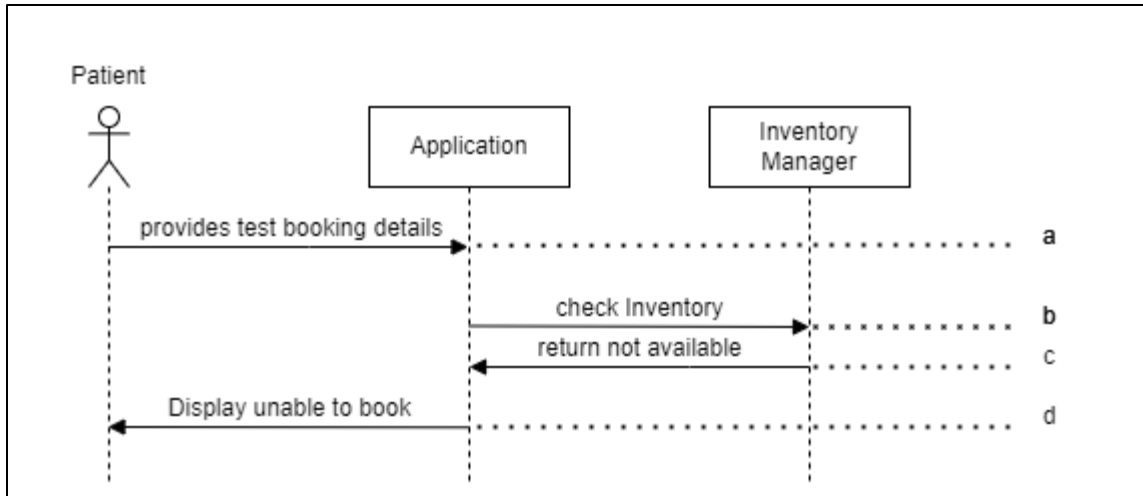 Patient
Application
Inventory
Manager
provides test booking details
a
check Inventory
b
return not available
c
Display unable to book
d